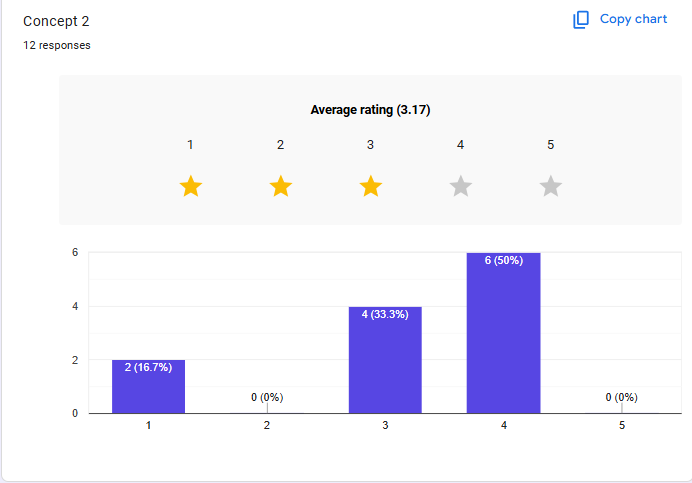 Concept 2
Copy chart
12 responses
Average rating (3.17)
1 2 3 4 5
6
6 (50%)
4
4 (33.3%)
2
2 (16.7%)
0 (0%)
0 (0%)
0
1 2 3 4 5